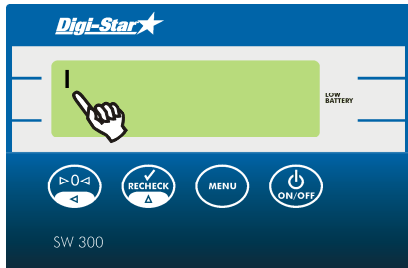 Digi-Star
LOW
BATTERY
▷0◁
RECHECK
MENU
ON/OFF
SW 300